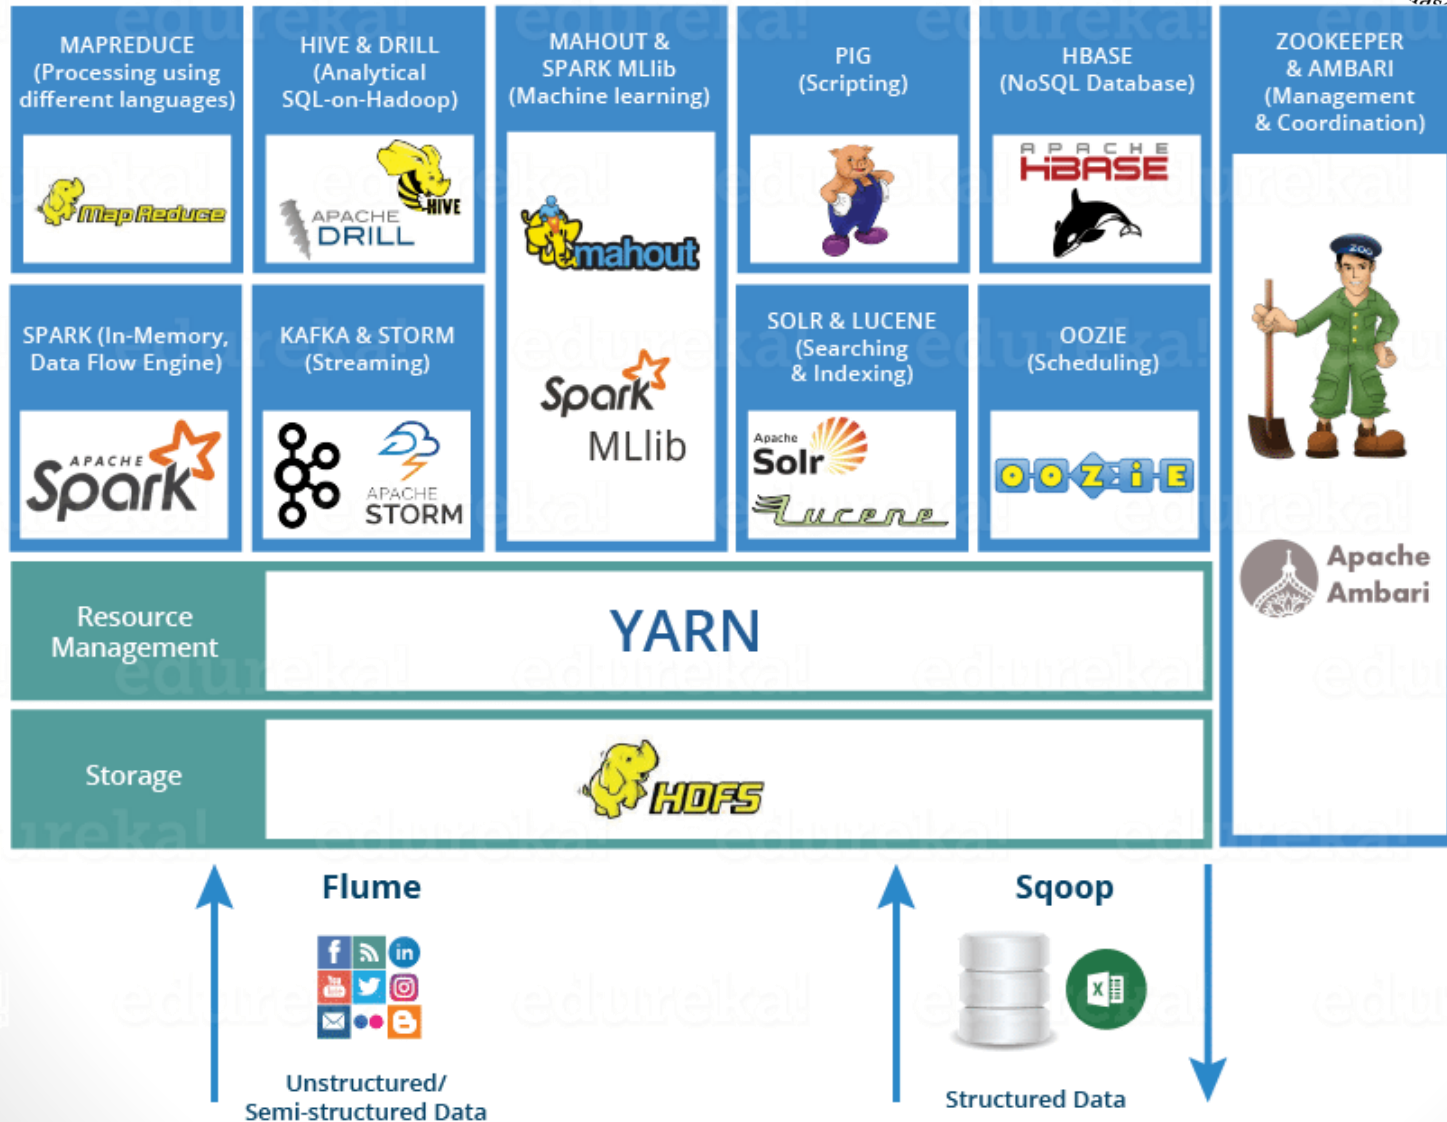 MAPREDUCE
(Processing using
different languages)
Map Reduce
HIVE & DRILL
(Analytical
SQL-on-Hadoop)
HIVE
APACHE
DRILL
MAHOUT &
SPARK MLlib
(Machine learning)
mahout
Spark
MLlib
PIG
(Scripting)
HBASE
(NoSQL Database)
APACHE
HBASE
ZOOKEEPER
& AMBARI
(Management
& Coordination)
ZOO
Apache
Ambari
SPARK (In-Memory,
Data Flow Engine)
APACHE
Spark
KAFKA & STORM
(Streaming)
APACHE
STORM
SOLR & LUCENE
(Searching
& Indexing)
Apache
Solr
Lucene
OOZIE
(Scheduling)
OOZiE
Resource
Management
YARN
Storage
HDFS
Flume
Unstructured/
Semi-structured Data
Sqoop
Structured Data
edureka!